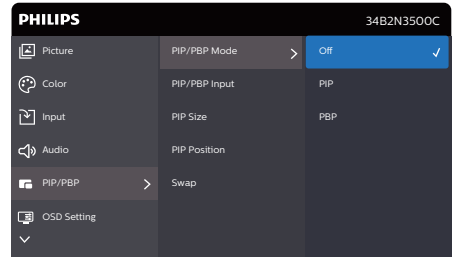 PHILIPS 34B2N3500C
Picture PIP/PBP Mode Off
Color PIP/PBP Input PIP
Input PIP Size PBP
Audio PIP Position
PIP/PBP Swap
OSD Setting